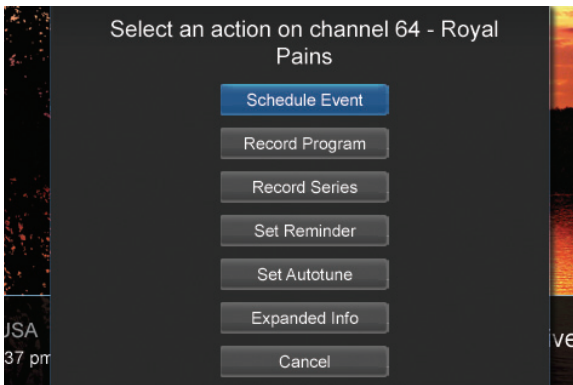 Select an action on channel 64 - Royal
Pains
Schedule Event
Record Program
Record Series
Set Reminder
Set Autotune
Expanded Info
Cancel
USA
37 pm
ive